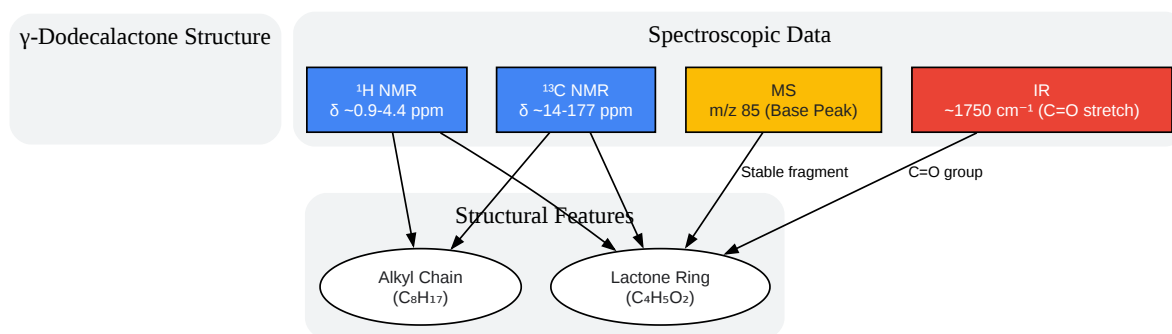 γ-Dodecalactone Structure
Spectroscopic Data
¹H NMR
δ ~0.9-4.4 ppm
¹³C NMR
δ ~14-177 ppm
MS
m/z 85 (Base Peak)
IR
~1750 cm⁻¹ (C=O stretch)
Stable fragment
C=O group
Structural Features
Alkyl Chain
(C₈H₁₇)
Lactone Ring
(C₄H₅O₂)